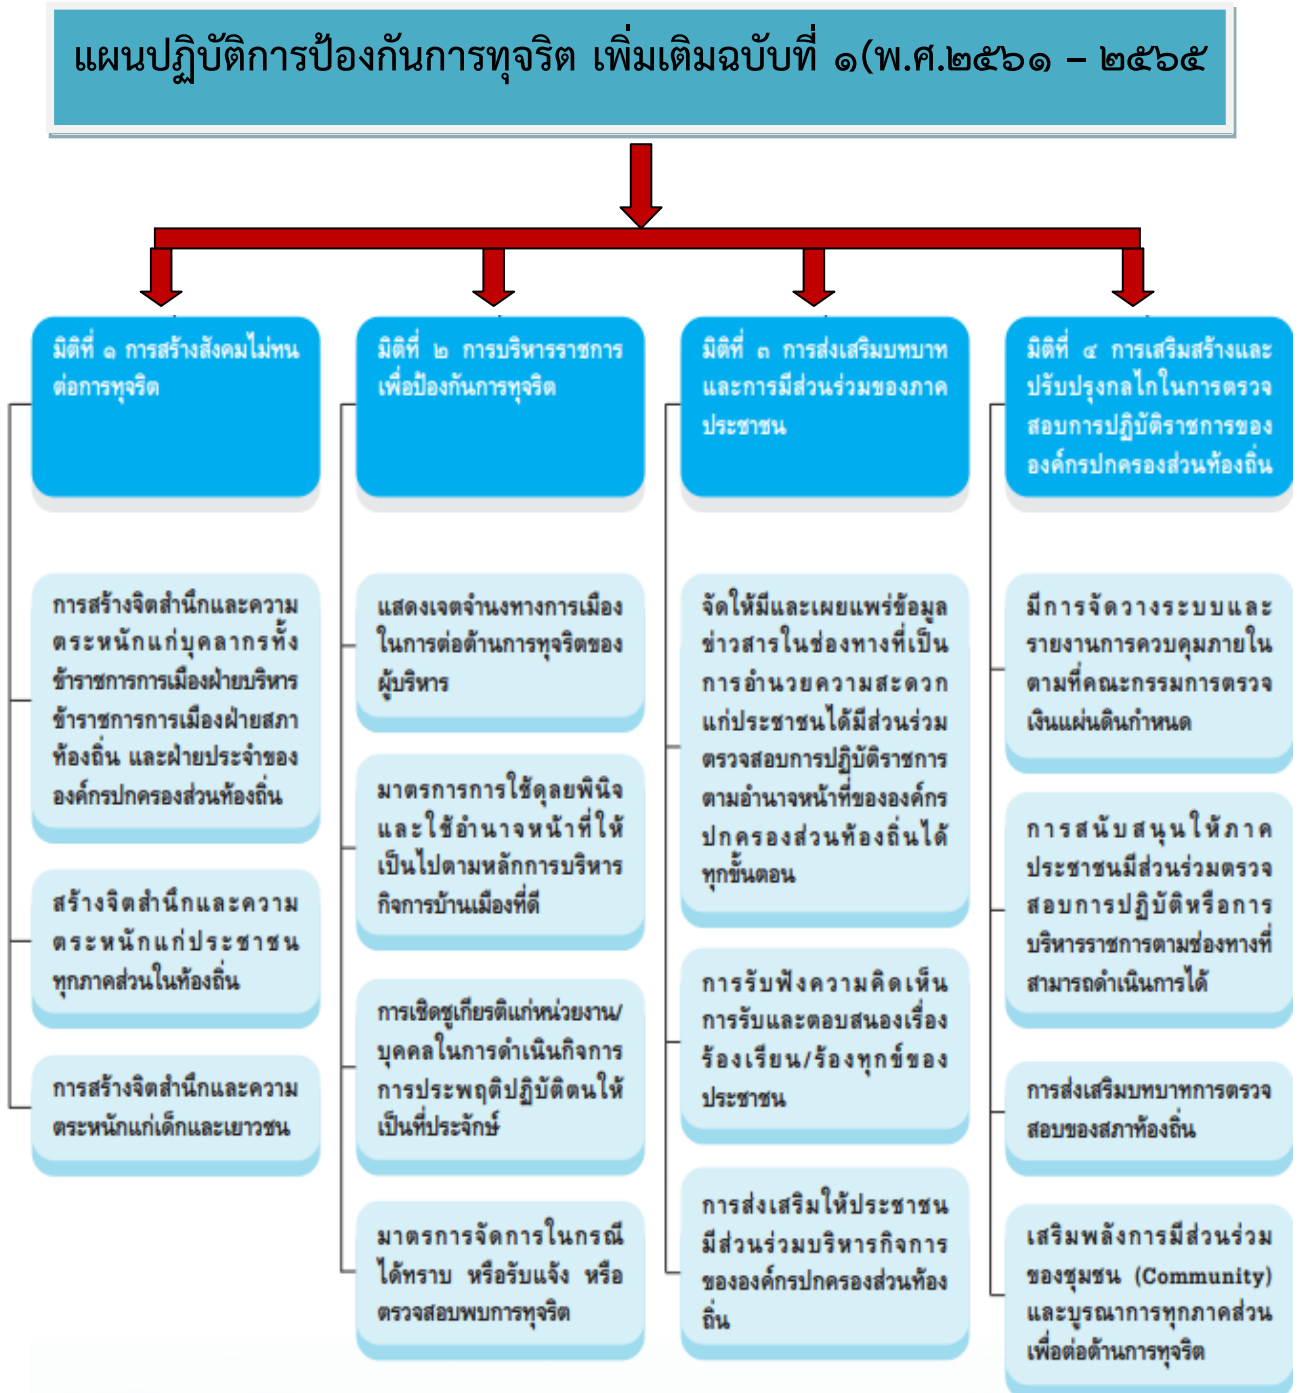 แผนปฏิบัติการป้องกันการทุจริต เพิ่มเติมฉบับที่ ๑(พ.ศ.๒๕๖๑ – ๒๕๖๕
มิติที่ ๑ การสร้างสังคมไม่ทน
ต่อการทุจริต
การสร้างจิตสำนึกและความ
ตระหนักแก่บุคลากรทั้ง
ข้าราชการการเมืองฝ่ายบริหาร
ข้าราชการการเมืองฝ่ายสภา
ท้องถิ่น และฝ่ายประจำของ
องค์กรปกครองส่วนท้องถิ่น
สร้างจิตสำนึกและความ
ตระหนักแก่ประชาชน
ทุกภาคส่วนในท้องถิ่น
การสร้างจิตสำนึกและความ
ตระหนักแก่เด็กและเยาวชน
มิติที่ ๒ การบริหารราชการ
เพื่อป้องกันการทุจริต
แสดงเจตจำนงทางการเมือง
ในการต่อต้านการทุจริตของ
ผู้บริหาร
มาตรการการใช้ดุลยพินิจ
และใช้อำนาจหน้าที่ให้
เป็นไปตามหลักการบริหาร
กิจการบ้านเมืองที่ดี
การเชิดชูเกียรติแก่หน่วยงาน/
บุคคลในการดำเนินกิจการ
การประพฤติปฏิบัติตนให้
เป็นที่ประจักษ์
มาตรการจัดการในกรณี
ได้ทราบ หรือรับแจ้ง หรือ
ตรวจสอบพบการทุจริต
มิติที่ ๓ การส่งเสริมบทบาท
และการมีส่วนร่วมของภาค
ประชาชน
จัดให้มีและเผยแพร่ข้อมูล
ข่าวสารในช่องทางที่เป็น
การอำนวยความสะดวก
แก่ประชาชนได้มีส่วนร่วม
ตรวจสอบการปฏิบัติราชการ
ตามอำนาจหน้าที่ขององค์กร
ปกครองส่วนท้องถิ่นได้
ทุกขั้นตอน
การรับฟังความคิดเห็น
การรับและตอบสนองเรื่อง
ร้องเรียน/ร้องทุกข์ของ
ประชาชน
การส่งเสริมให้ประชาชน
มีส่วนร่วมบริหารกิจการ
ขององค์กรปกครองส่วนท้อง
ถิ่น
มิติที่ ๔ การเสริมสร้างและ
ปรับปรุงกลไกในการตรวจ
สอบการปฏิบัติราชการของ
องค์กรปกครองส่วนท้องถิ่น
มีการจัดวางระบบและ
รายงานการควบคุมภายใน
ตามที่คณะกรรมการตรวจ
เงินแผ่นดินกำหนด
การสนับสนุนให้ภาค
ประชาชนมีส่วนร่วมตรวจ
สอบการปฏิบัติหรือการ
บริหารราชการตามช่องทางที่
สามารถดำเนินการได้
การส่งเสริมบทบาทการตรวจ
สอบของสภาท้องถิ่น
เสริมพลังการมีส่วนร่วม
ของชุมชน (Community)
และบูรณาการทุกภาคส่วน
เพื่อต่อต้านการทุจริต